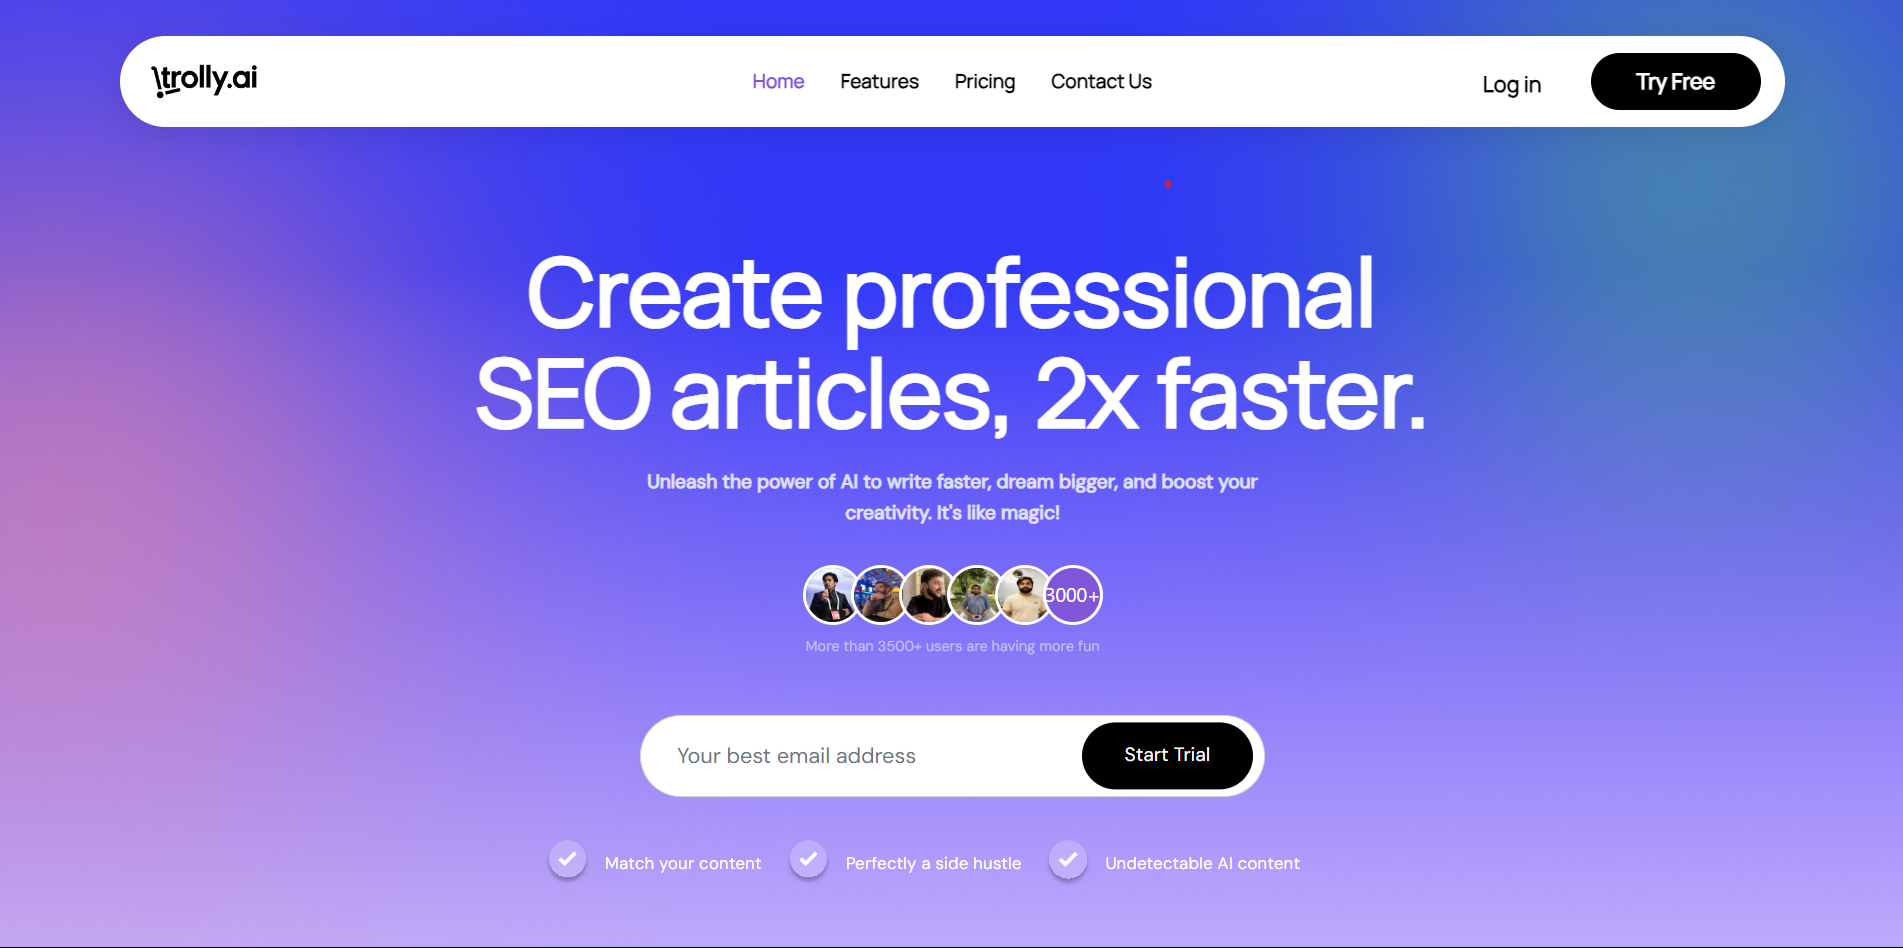 trolly.ai
Home Features Pricing Contact Us
Log in
Try Free
Create professional
SEO articles, 2x faster.
Unleash the power of AI to write faster, dream bigger, and boost your
creativity. It's like magic!
3000+
More than 3500+ users are having more fun
Your best email address
Start Trial
Match your content
Perfectly a side hustle
Undetectable AI content